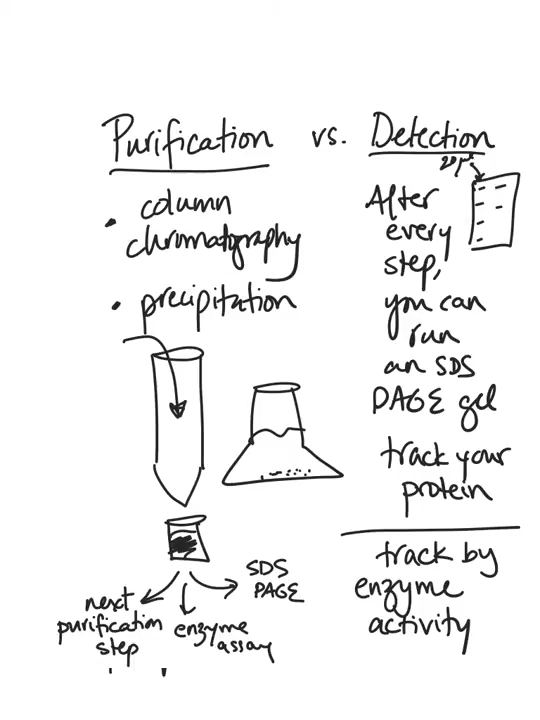 Purification vs. Detection
• column
chromatography
• precipitation
next
purification
step
enzyme
assay
SDS
PAGE
After
every
step,
you can
run
an SDS
PAGE gel
track your
protein
track by
enzyme
activity